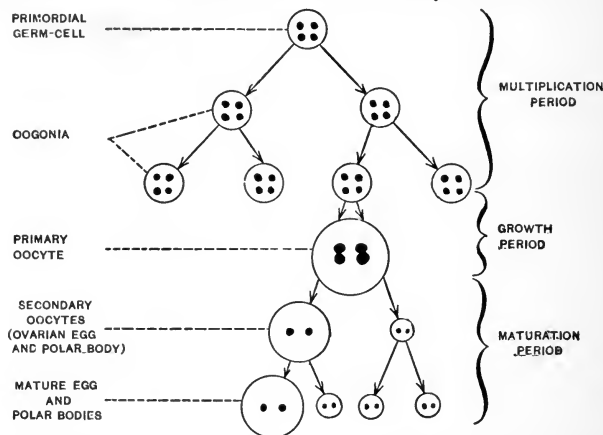 PRIMORDIAL
GERM-CELL
MULTIPLICATION
PERIOD
OOGONIA
GROWTH
PERIOD
PRIMARY
OOCYTE
SECONDARY
OOCYTES
(OVARIAN EGG
AND POLAR BODY)
MATURATION
PERIOD
MATURE EGG
AND
POLAR BODIES